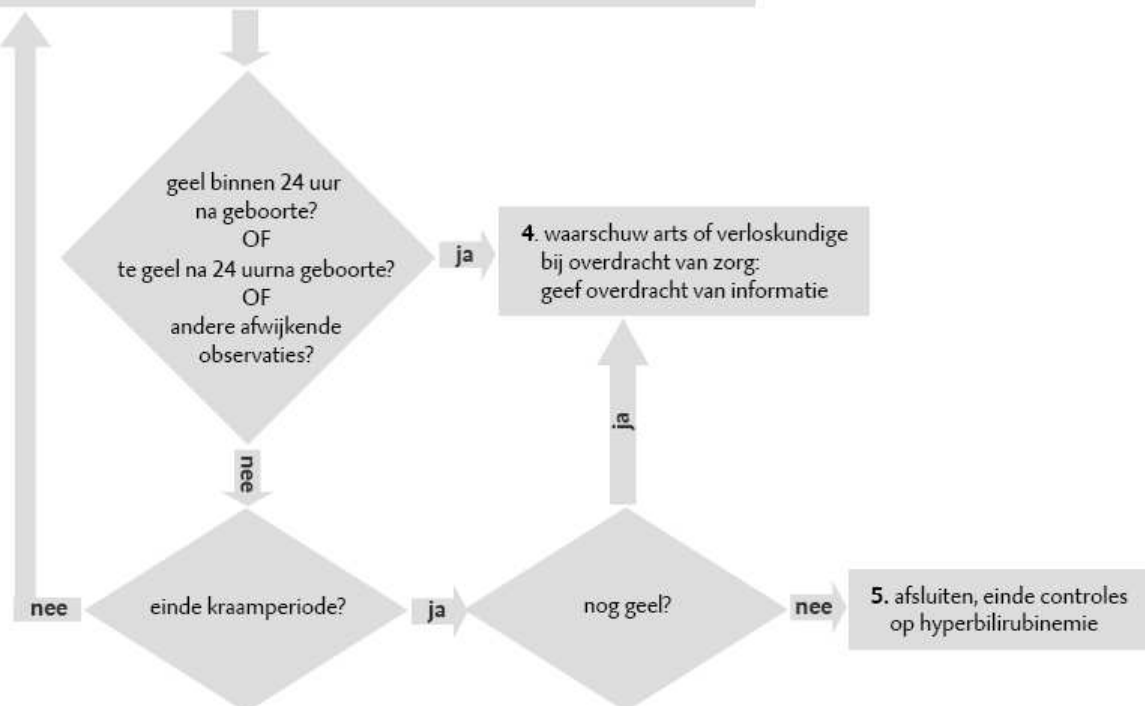 geel binnen 24 uur
na geboorte?
OF
te geel na 24 uurna geboorte?
OF
andere afwijkende
observaties?
ja
4. waarschuw arts of verloskundige
bij overdracht van zorg:
geef overdracht van informatie
nee
ja
nee
einde kraamperiode?
ja
nog geel?
nee
5. afsluiten, einde controles
op hyperbilirubinemie